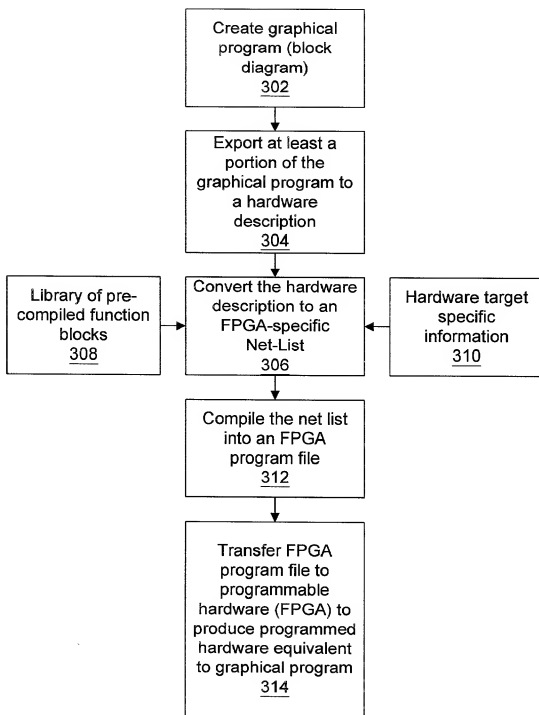 Create graphical
program (block
diagram)
302
Export at least a
portion of the
graphical program to
a hardware
description
304
Library of pre-
compiled function
blocks
308
Convert the hardware
description to an
FPGA-specific
Net-List
306
Hardware target
specific
information
310
Compile the net list
into an FPGA
program file
312
Transfer FPGA
program file to
programmable
hardware (FPGA) to
produce programmed
hardware equivalent
to graphical program
314